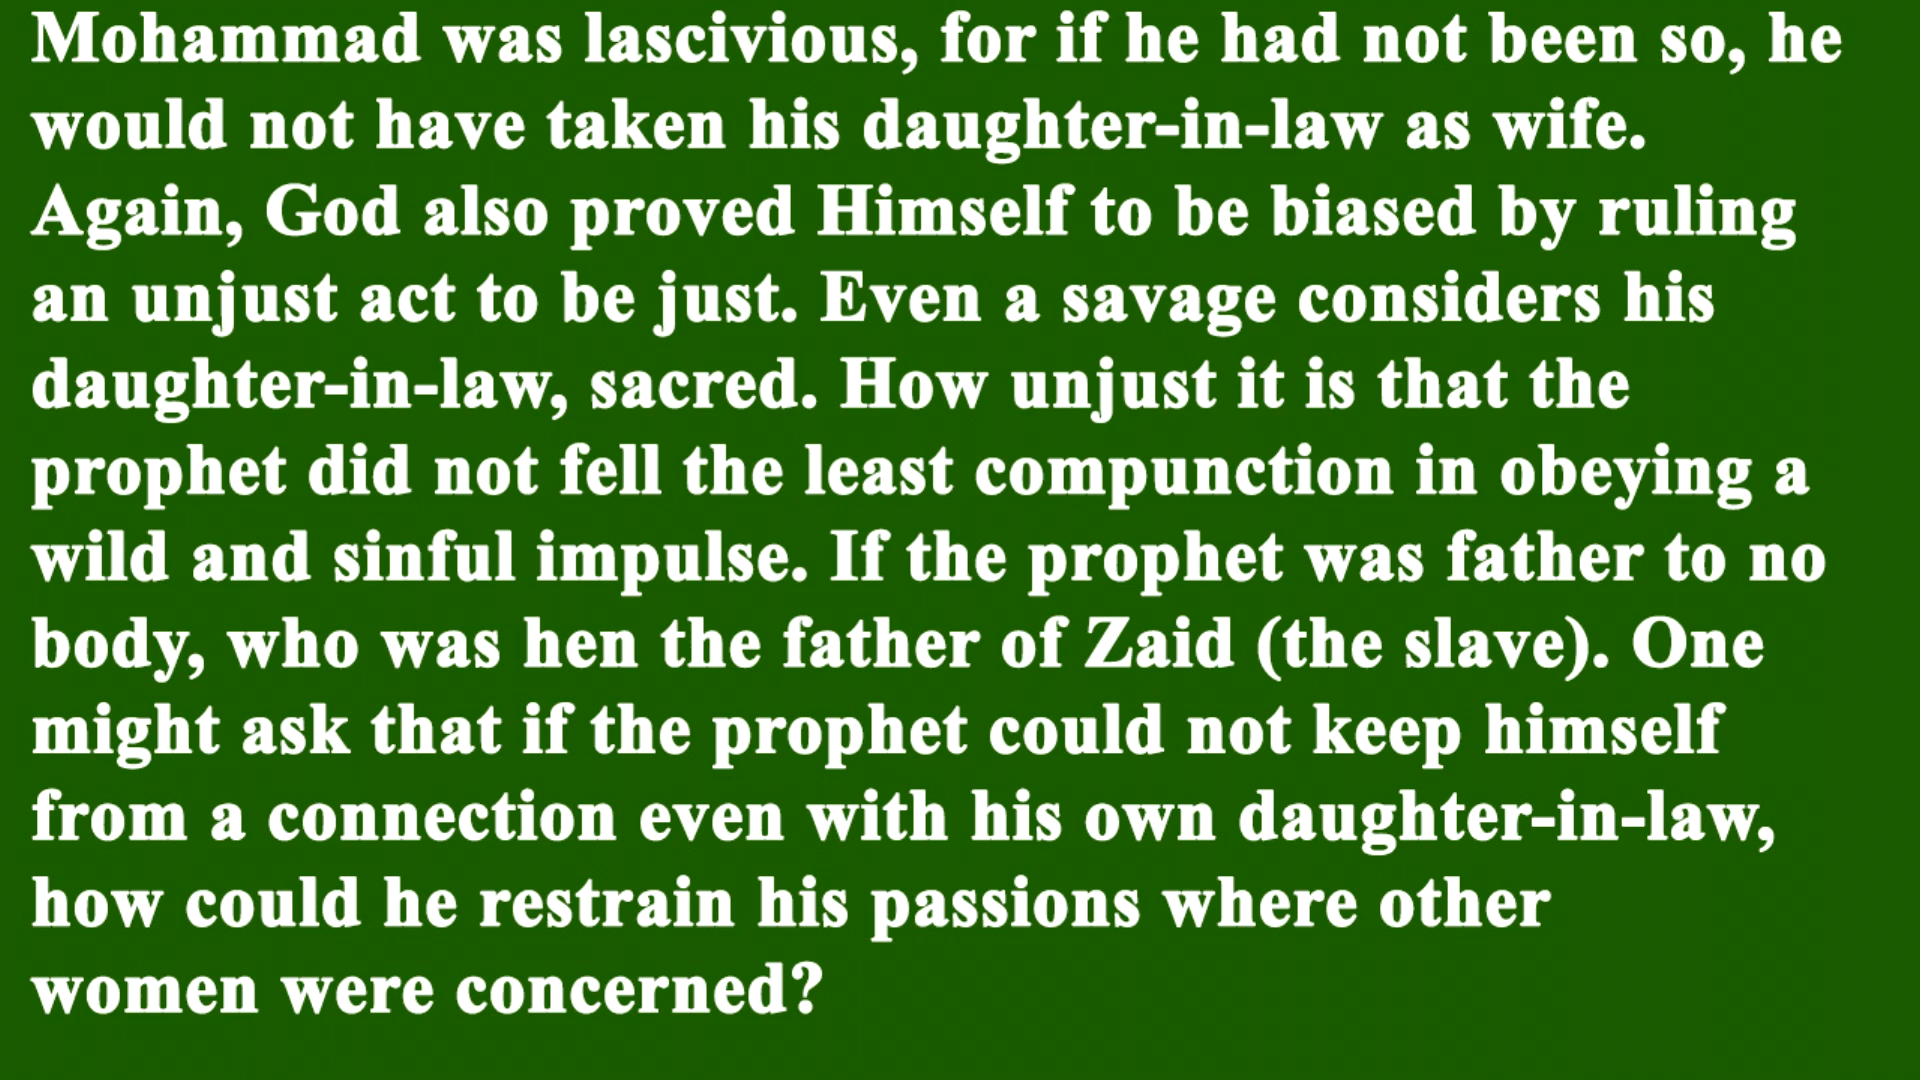 Mohammad was lascivious, for if he had not been so, he
would not have taken his daughter-in-law as wife.
Again, God also proved Himself to be biased by ruling
an unjust act to be just. Even a savage considers his
daughter-in-law, sacred. How unjust it is that the
prophet did not fell the least compunction in obeying a
wild and sinful impulse. If the prophet was father to no
body, who was hen the father of Zaid (the slave). One
might ask that if the prophet could not keep himself
from a connection even with his own daughter-in-law,
how could he restrain his passions where other
women were concerned?